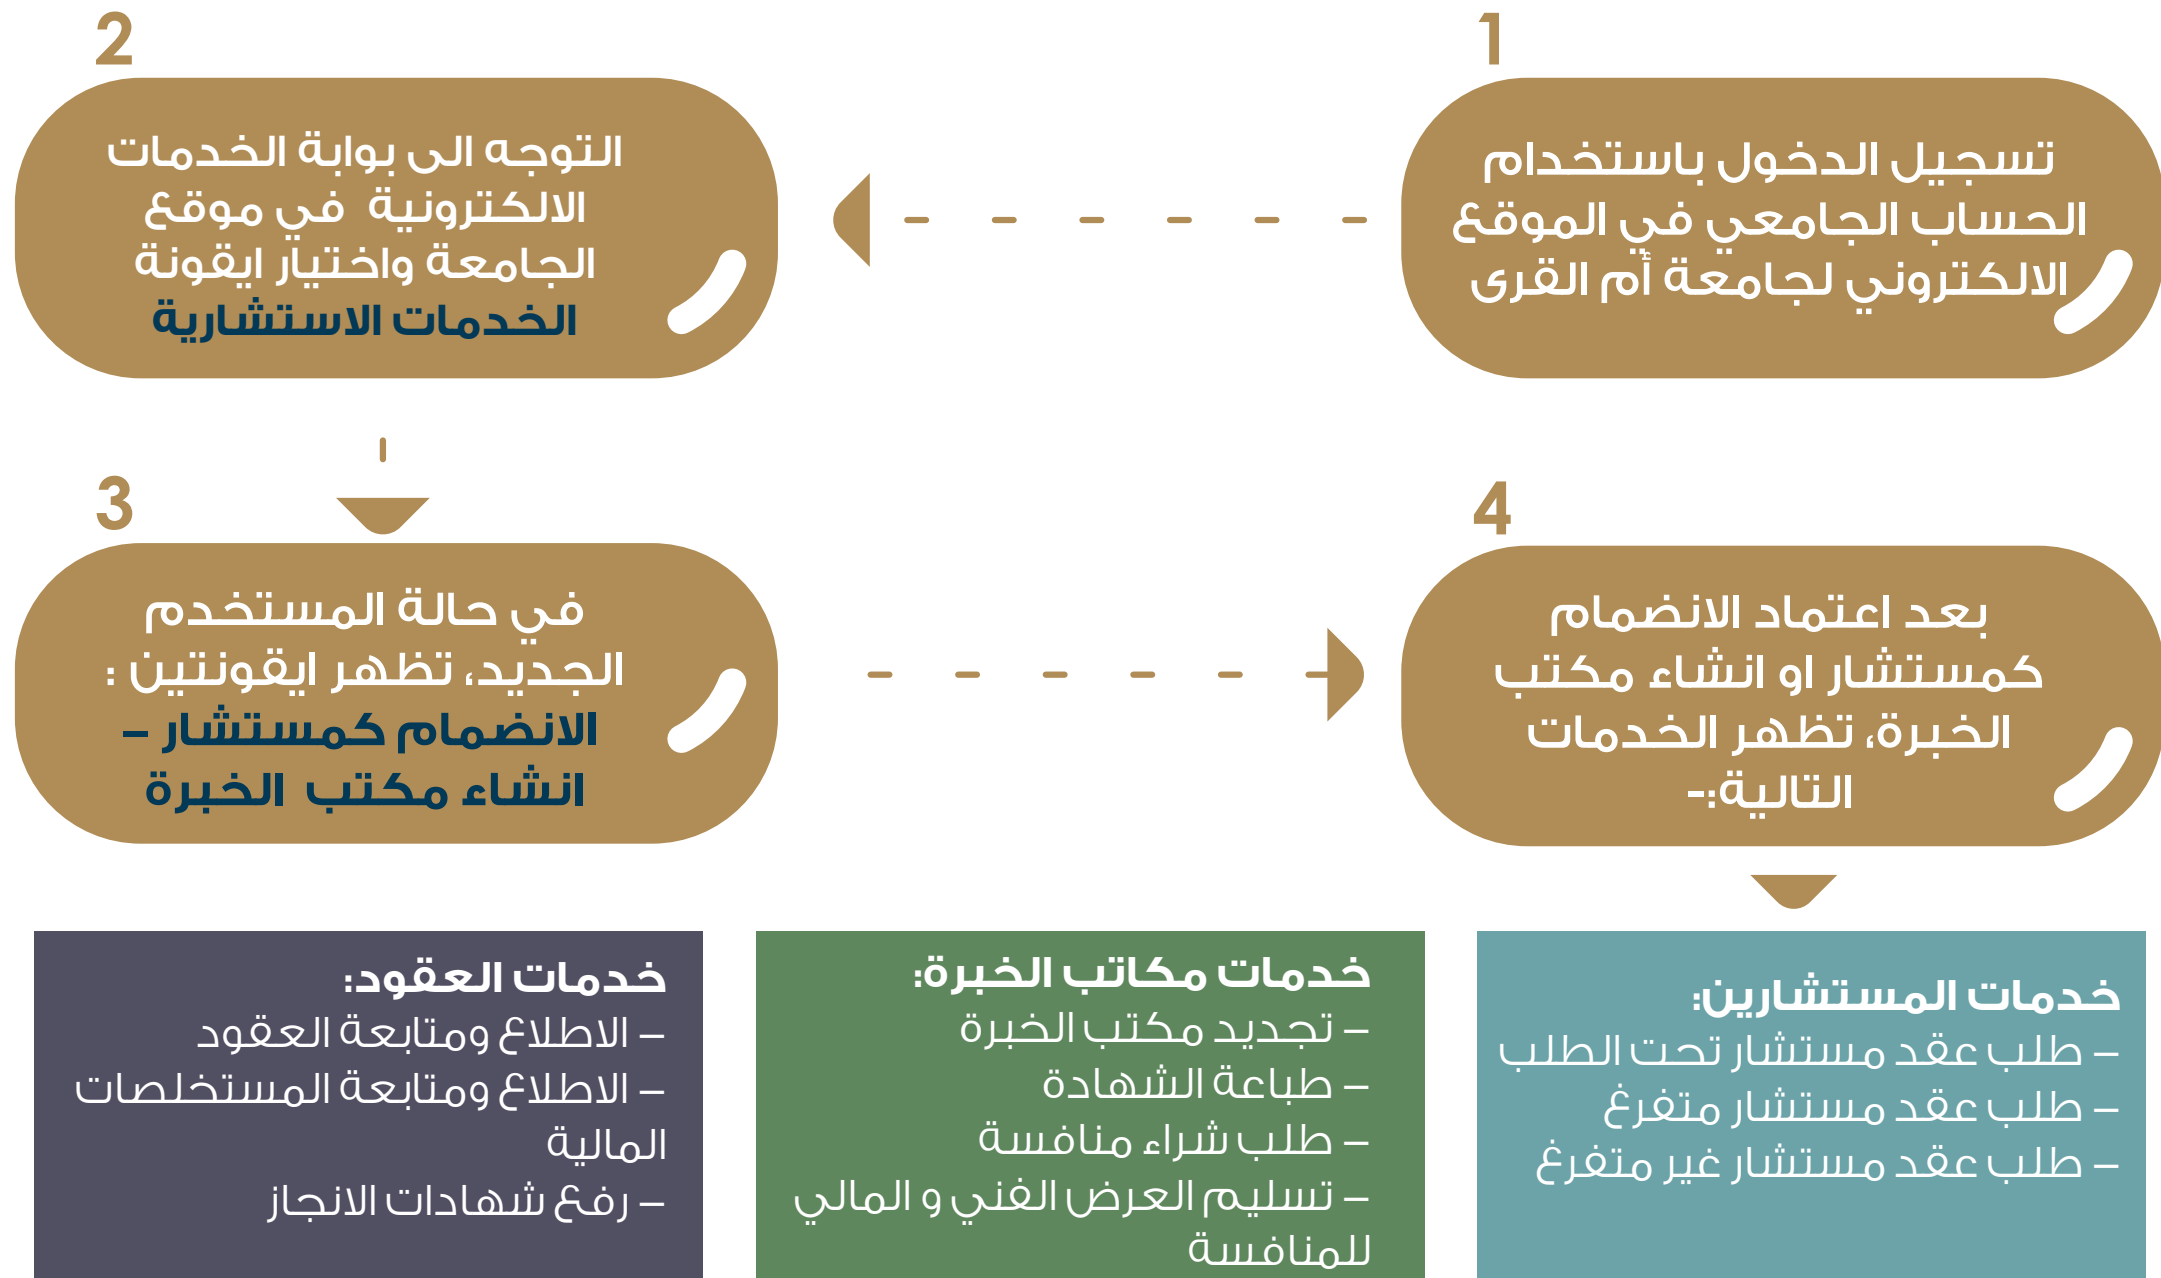 1
تسجيل الدخول باستخدام
الحساب الجامعي في الموقع
الالكتروني لجامعة أم القرى
2
التوجه الى بوابة الخدمات
الالكترونية في موقع
الجامعة واختيار ايقونة
الخدمات الاستشارية
3
في حالة المستخدم
الجديد، تظهر ايقونتين :
الانضمام كمستشار –
انشاء مكتب الخبرة
4
بعد اعتماد الانضمام
كمستشار او انشاء مكتب
الخبرة، تظهر الخدمات
التالية:-
خدمات المستشارين:
– طلب عقد مستشار تحت الطلب
– طلب عقد مستشار متفرغ
– طلب عقد مستشار غير متفرغ
خدمات مكاتب الخبرة:
– تجديد مكتب الخبرة
– طباعة الشهادة
– طلب شراء منافسة
– تسليم العرض الفني و المالي
للمنافسة
خدمات العقود:
– الاطلاع ومتابعة العقود
– الاطلاع ومتابعة المستخلصات
المالية
– رفع شهادات الانجاز